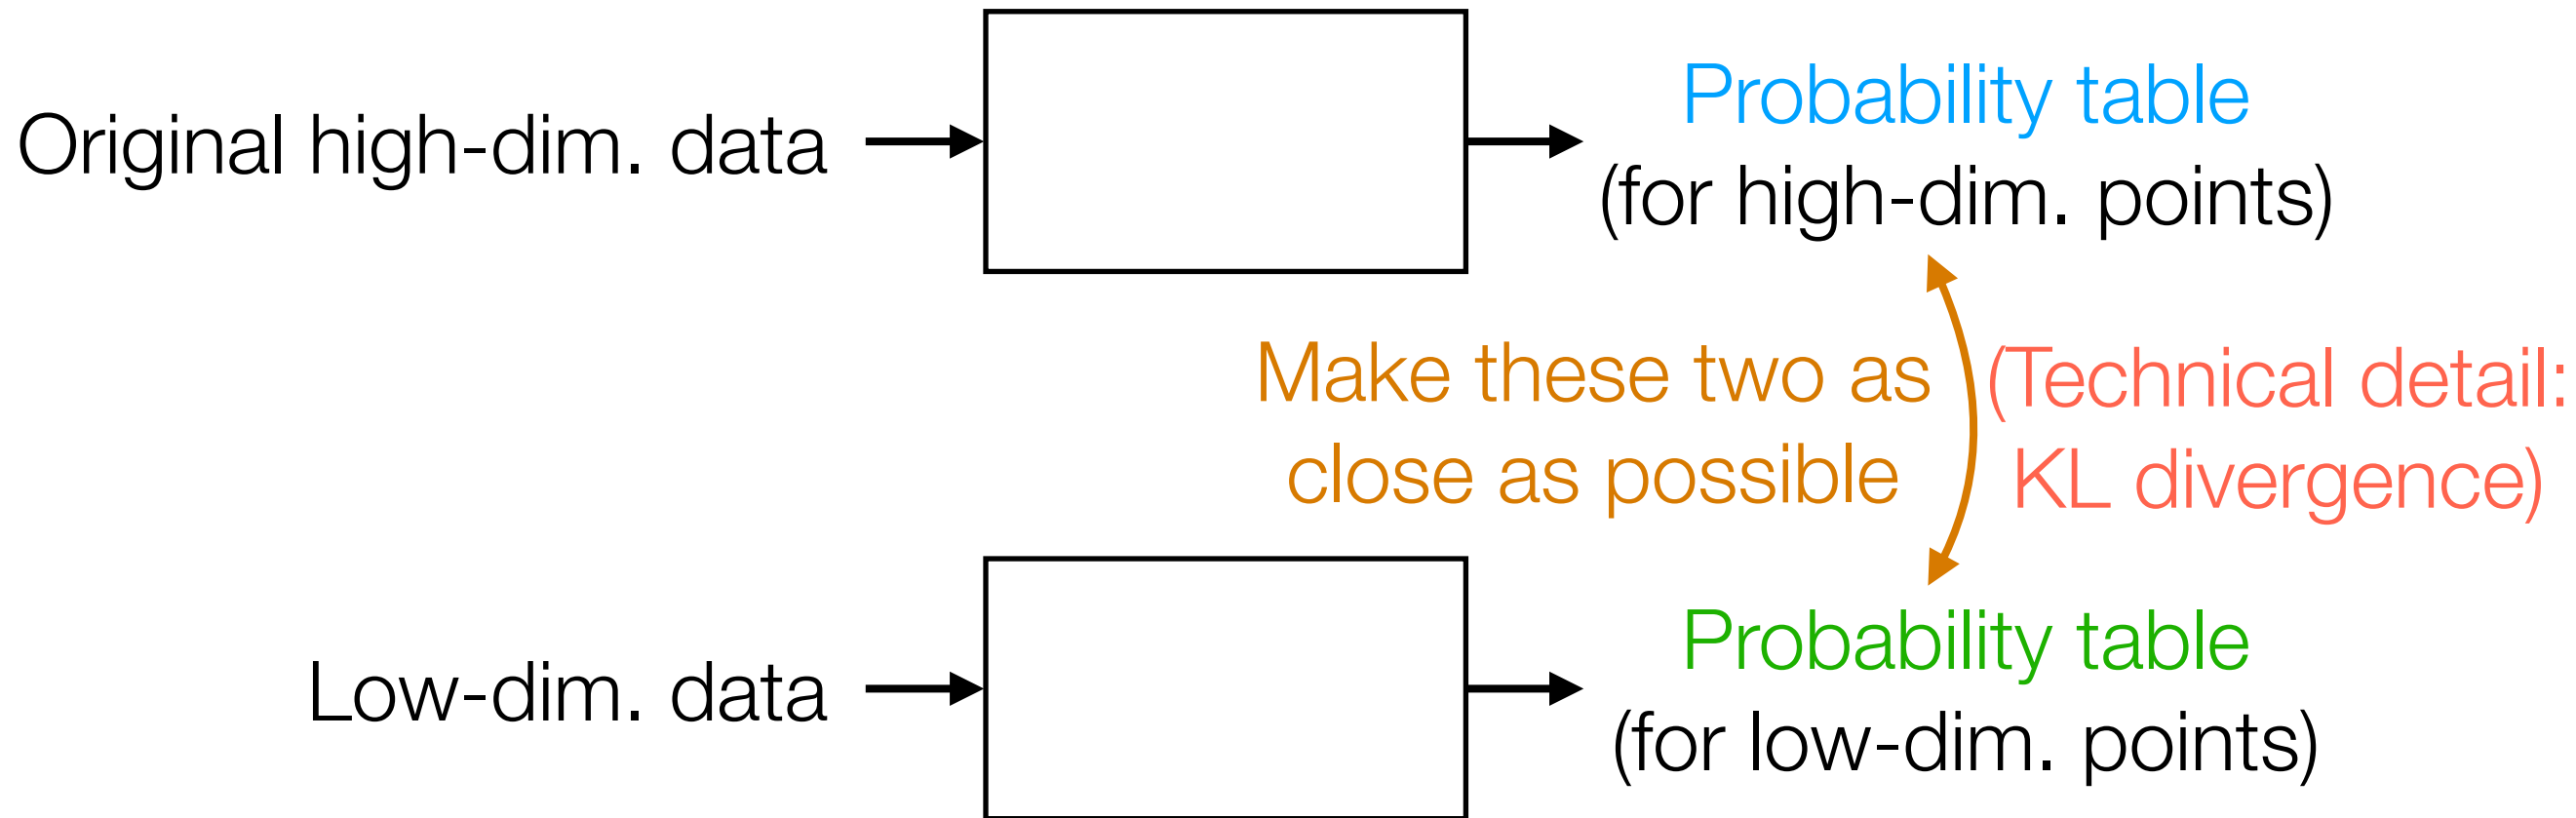 Original high-dim. data
Probability table
(for high-dim. points)
Make these two as
close as possible
(Technical detail:
KL divergence)
Low-dim. data
Probability table
(for low-dim. points)